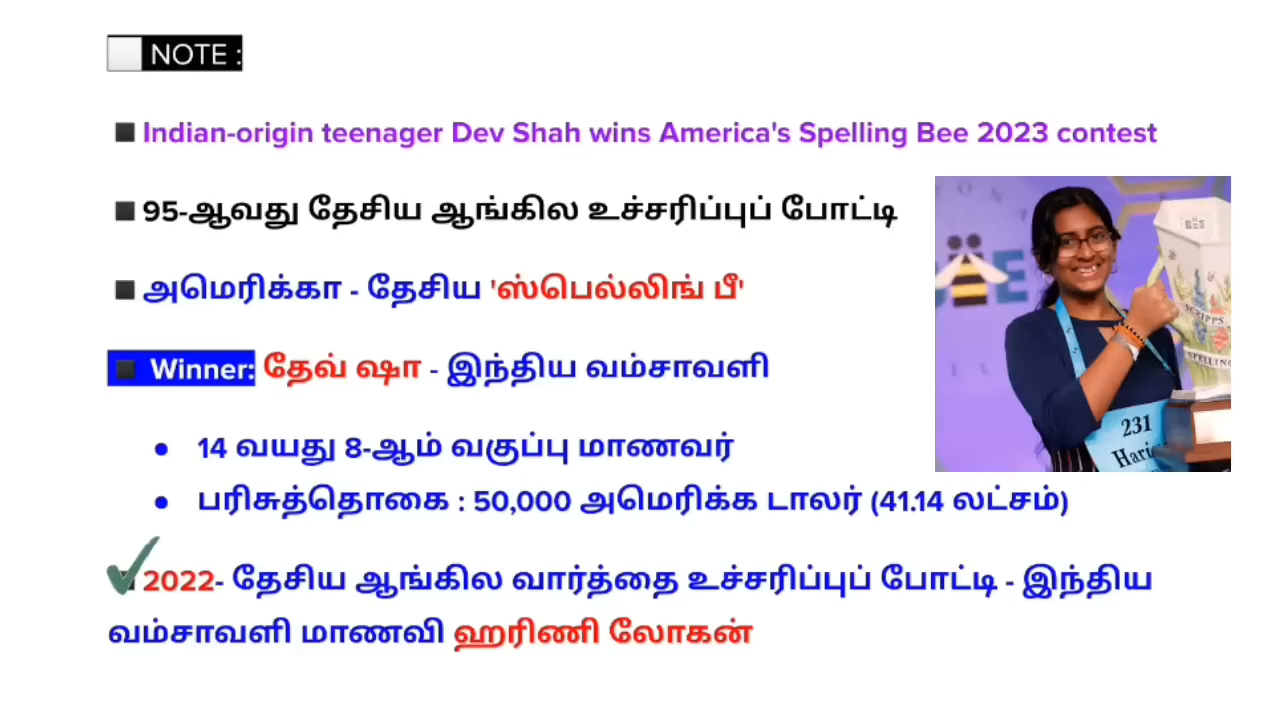 NOTE :
Indian-origin teenager Dev Shah wins America's Spelling Bee 2023 contest
95-ஆவது தேசிய ஆங்கில உச்சரிப்புப் போட்டி
அமெரிக்கா - தேசிய 'ஸ்பெல்லிங் பீ'
Winner: தேவ் ஷா - இந்திய வம்சாவளி
14 வயது 8-ஆம் வகுப்பு மாணவர்
பரிசுத்தொகை : 50,000 அமெரிக்க டாலர் (41.14 லட்சம்)
2022- தேசிய ஆங்கில வார்த்தை உச்சரிப்புப் போட்டி - இந்திய
வம்சாவளி மாணவி ஹரிணி லோகன்
SCRIPPS
SPELLING
231